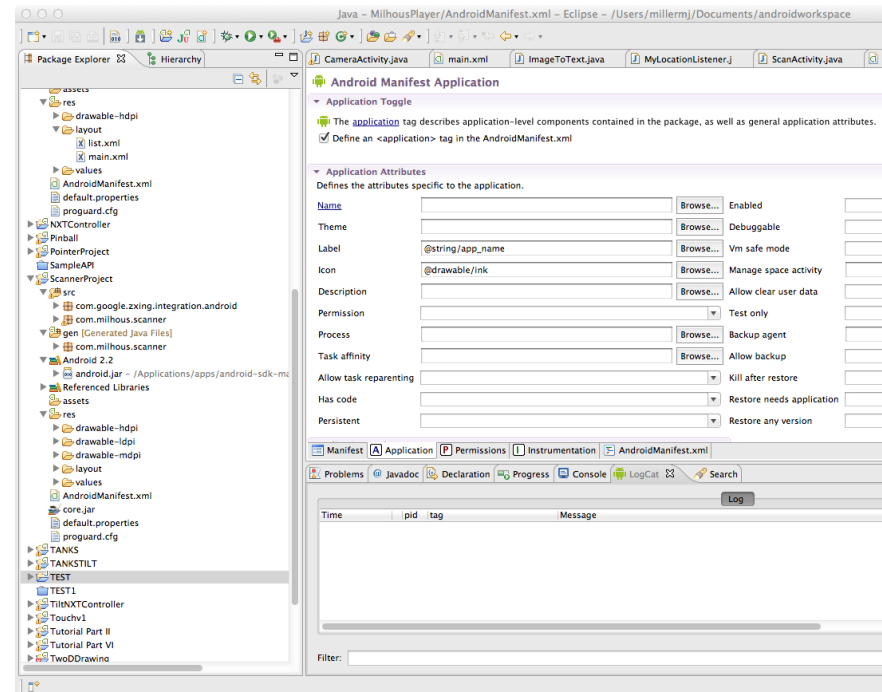 Java – MilhousPlayer/AndroidManifest.xml – Eclipse – /Users/millermj/Documents/androidworkspace
Package Explorer
Hierarchy
assets
res
drawable-hdpi
layout
list.xml
main.xml
values
AndroidManifest.xml
default.properties
proguard.cfg
NXTController
Pinball
PointerProject
SampleAPI
ScannerProject
src
com.google.zxing.integration.android
com.milhous.scanner
gen [Generated Java Files]
com.milhous.scanner
Android 2.2
android.jar – /Applications/apps/android-sdk-ma
Referenced Libraries
assets
res
drawable-hdpi
drawable-ldpi
drawable-mdpi
layout
values
AndroidManifest.xml
core.jar
default.properties
proguard.cfg
TANKS
TANKSTILT
TEST
TEST1
TiltNXTController
Touchv1
Tutorial Part II
Tutorial Part VI
TwoDDrawing
CameraActivity.java main.xml ImageToText.java MyLocationListener.j ScanActivity.java
Android Manifest Application
Application Toggle
The application tag describes application-level components contained in the package, as well as general application attributes.
Define an <application> tag in the AndroidManifest.xml
Application Attributes
Defines the attributes specific to the application.
Name Browse... Enabled
Theme Browse... Debuggable
Label @string/app_name Browse... Vm safe mode
Icon @drawable/ink Browse... Manage space activity
Description Browse... Allow clear user data
Permission Test only
Process Browse... Backup agent
Task affinity Browse... Allow backup
Allow task reparenting Kill after restore
Has code Restore needs application
Persistent Restore any version
Manifest A Application P Permissions I Instrumentation AndroidManifest.xml
Problems @ Javadoc Declaration Progress Console LogCat Search
Log
Time pid tag Message
Filter: